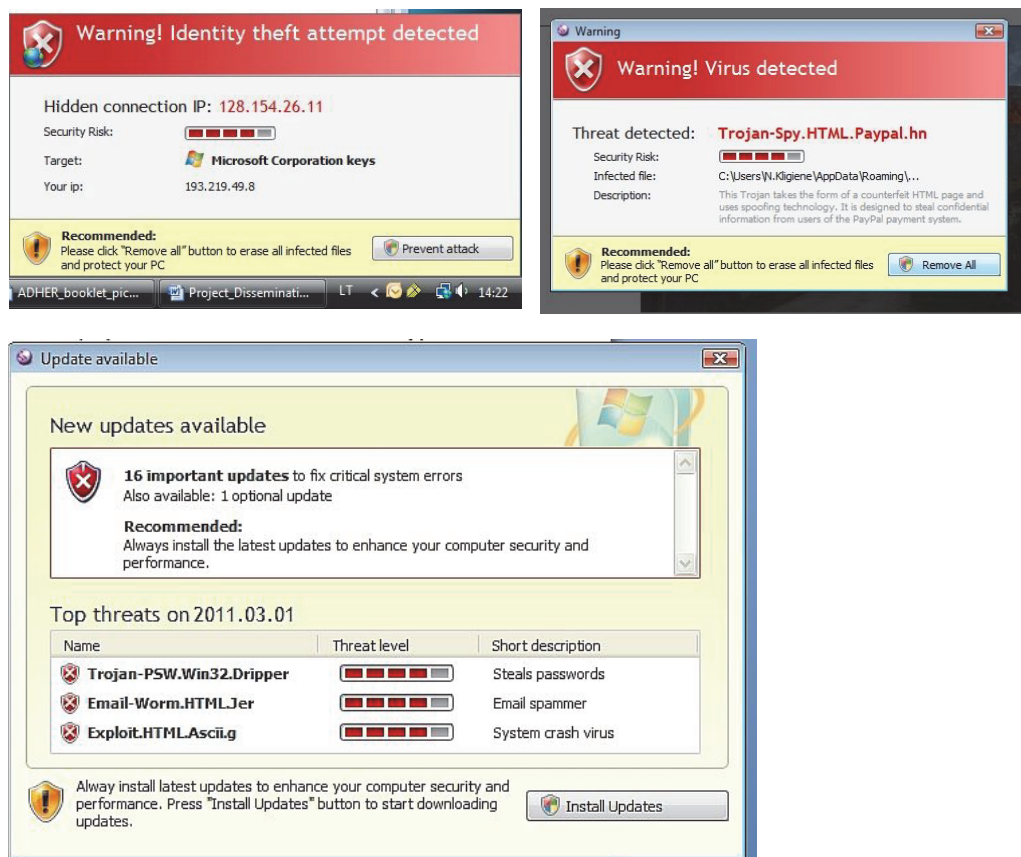 Warning! Identity theft attempt detected
Hidden connection IP: 128.154.26.11
Security Risk:
Target: Microsoft Corporation keys
Your ip: 193.219.49.8
Recommended:
Please click "Remove all" button to erase all infected files
and protect your PC
Prevent attack
ADHER_booklet_pic... Project_Disseminati... LT < 14:22
Warning
Warning! Virus detected
Threat detected: Trojan-Spy.HTML.Paypal.hn
Security Risk:
Infected file: C:\Users\N.Kligiene\AppData\Roaming\...
Description: This Trojan takes the form of a counterfeit HTML page and
uses spoofing technology. It is designed to steal confidential
information from users of the PayPal payment system.
Recommended:
Please click "Remove all" button to erase all infected files
and protect your PC
Remove All
Update available
New updates available
16 important updates to fix critical system errors
Also available: 1 optional update
Recommended:
Always install the latest updates to enhance your computer security and
performance.
Top threats on 2011.03.01
Name Threat level Short description
Trojan-PSW.Win32.Dripper Steals passwords
Email-Worm.HTML.Jer Email spammer
Exploit.HTML.Ascii.g System crash virus
Alway install latest updates to enhance your computer security and
performance. Press "Install Updates" button to start downloading
updates.
Install Updates